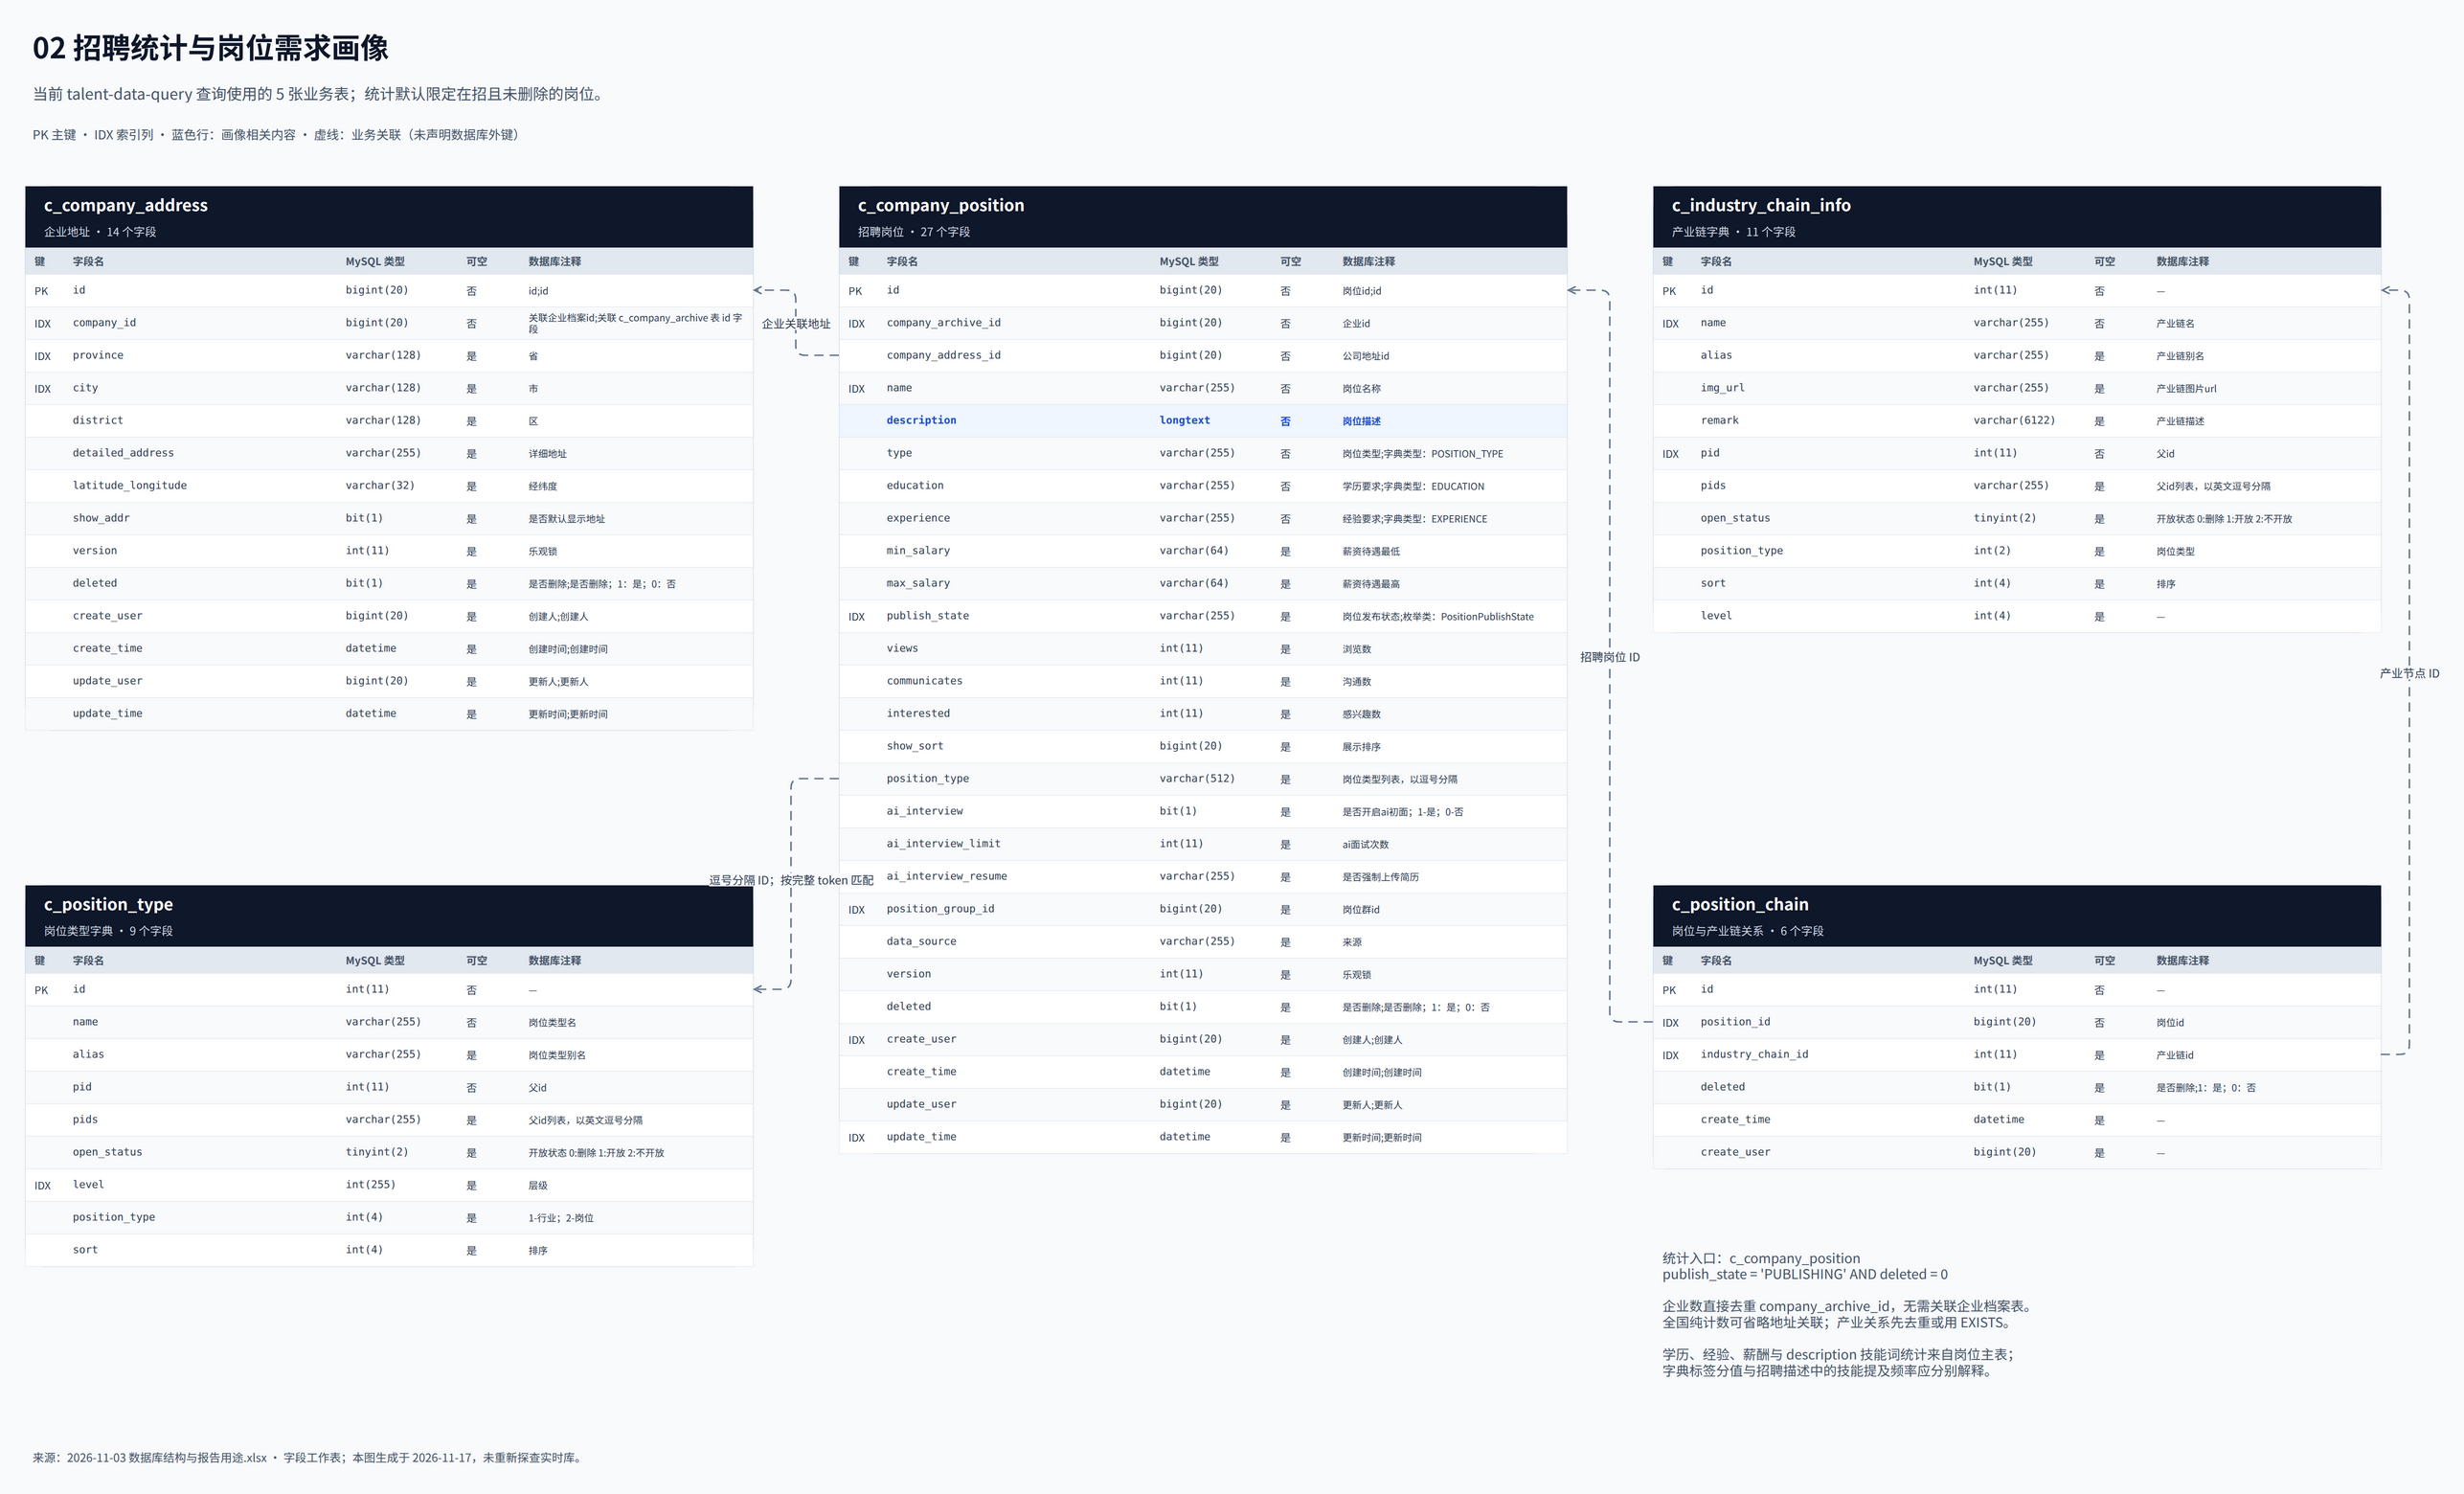 02 招聘统计与岗位需求画像
当前 talent-data-query 查询使用的 5 张业务表；统计默认限定在招且未删除的岗位。
PK 主键 · IDX 索引列 · 蓝色行：画像相关内容 · 虚线：业务关联（未声明数据库外键）
c_company_address
企业地址 · 14 个字段
键 字段名 MySQL 类型 可空 数据库注释
PK id bigint(20) 否 id;id
IDX company_id bigint(20) 否 关联企业档案id;关联 c_company_archive 表 id 字
段
IDX province varchar(128) 是 省
IDX city varchar(128) 是 市
district varchar(128) 是 区
detailed_address varchar(255) 是 详细地址
latitude_longitude varchar(32) 是 经纬度
show_addr bit(1) 是 是否默认显示地址
version int(11) 是 乐观锁
deleted bit(1) 是 是否删除;是否删除；1：是；0：否
create_user bigint(20) 是 创建人;创建人
create_time datetime 是 创建时间;创建时间
update_user bigint(20) 是 更新人;更新人
update_time datetime 是 更新时间;更新时间
企业关联地址
c_company_position
招聘岗位 · 27 个字段
键 字段名 MySQL 类型 可空 数据库注释
PK id bigint(20) 否 岗位id;id
IDX company_archive_id bigint(20) 否 企业id
company_address_id bigint(20) 否 公司地址id
IDX name varchar(255) 否 岗位名称
description longtext 否 岗位描述
type varchar(255) 否 岗位类型;字典类型：POSITION_TYPE
education varchar(255) 否 学历要求;字典类型：EDUCATION
experience varchar(255) 否 经验要求;字典类型：EXPERIENCE
min_salary varchar(64) 是 薪资待遇最低
max_salary varchar(64) 是 薪资待遇最高
IDX publish_state varchar(255) 是 岗位发布状态;枚举类：PositionPublishState
views int(11) 是 浏览数
communicates int(11) 是 沟通数
interested int(11) 是 感兴趣数
show_sort bigint(20) 是 展示排序
position_type varchar(512) 是 岗位类型列表，以逗号分隔
ai_interview bit(1) 是 是否开启ai初面；1-是；0-否
ai_interview_limit int(11) 是 ai面试次数
ai_interview_resume varchar(255) 是 是否强制上传简历
IDX position_group_id bigint(20) 是 岗位群id
data_source varchar(255) 是 来源
version int(11) 是 乐观锁
deleted bit(1) 是 是否删除;是否删除；1：是；0：否
IDX create_user bigint(20) 是 创建人;创建人
create_time datetime 是 创建时间;创建时间
update_user bigint(20) 是 更新人;更新人
IDX update_time datetime 是 更新时间;更新时间
招聘岗位 ID
c_industry_chain_info
产业链字典 · 11 个字段
键 字段名 MySQL 类型 可空 数据库注释
PK id int(11) 否 —
IDX name varchar(255) 否 产业链名
alias varchar(255) 是 产业链别名
img_url varchar(255) 是 产业链图片url
remark varchar(6122) 是 产业链描述
IDX pid int(11) 否 父id
pids varchar(255) 是 父id列表，以英文逗号分隔
open_status tinyint(2) 是 开放状态 0:删除 1:开放 2:不开放
position_type int(2) 是 岗位类型
sort int(4) 是 排序
level int(4) 是 —
产业节点 ID
逗号分隔 ID；按完整 token 匹配
c_position_type
岗位类型字典 · 9 个字段
键 字段名 MySQL 类型 可空 数据库注释
PK id int(11) 否 —
name varchar(255) 否 岗位类型名
alias varchar(255) 是 岗位类型别名
pid int(11) 否 父id
pids varchar(255) 是 父id列表，以英文逗号分隔
open_status tinyint(2) 是 开放状态 0:删除 1:开放 2:不开放
IDX level int(255) 是 层级
position_type int(4) 是 1-行业；2-岗位
sort int(4) 是 排序
c_position_chain
岗位与产业链关系 · 6 个字段
键 字段名 MySQL 类型 可空 数据库注释
PK id int(11) 否 —
IDX position_id bigint(20) 否 岗位id
IDX industry_chain_id int(11) 是 产业链id
deleted bit(1) 是 是否删除;1：是；0：否
create_time datetime 是 —
create_user bigint(20) 是 —
统计入口：c_company_position
publish_state = 'PUBLISHING' AND deleted = 0
企业数直接去重 company_archive_id，无需关联企业档案表。
全国纯计数可省略地址关联；产业关系先去重或用 EXISTS。
学历、经验、薪酬与 description 技能词统计来自岗位主表；
字典标签分值与招聘描述中的技能提及频率应分别解释。
来源：2026-11-03 数据库结构与报告用途.xlsx · 字段工作表；本图生成于 2026-11-17，未重新探查实时库。